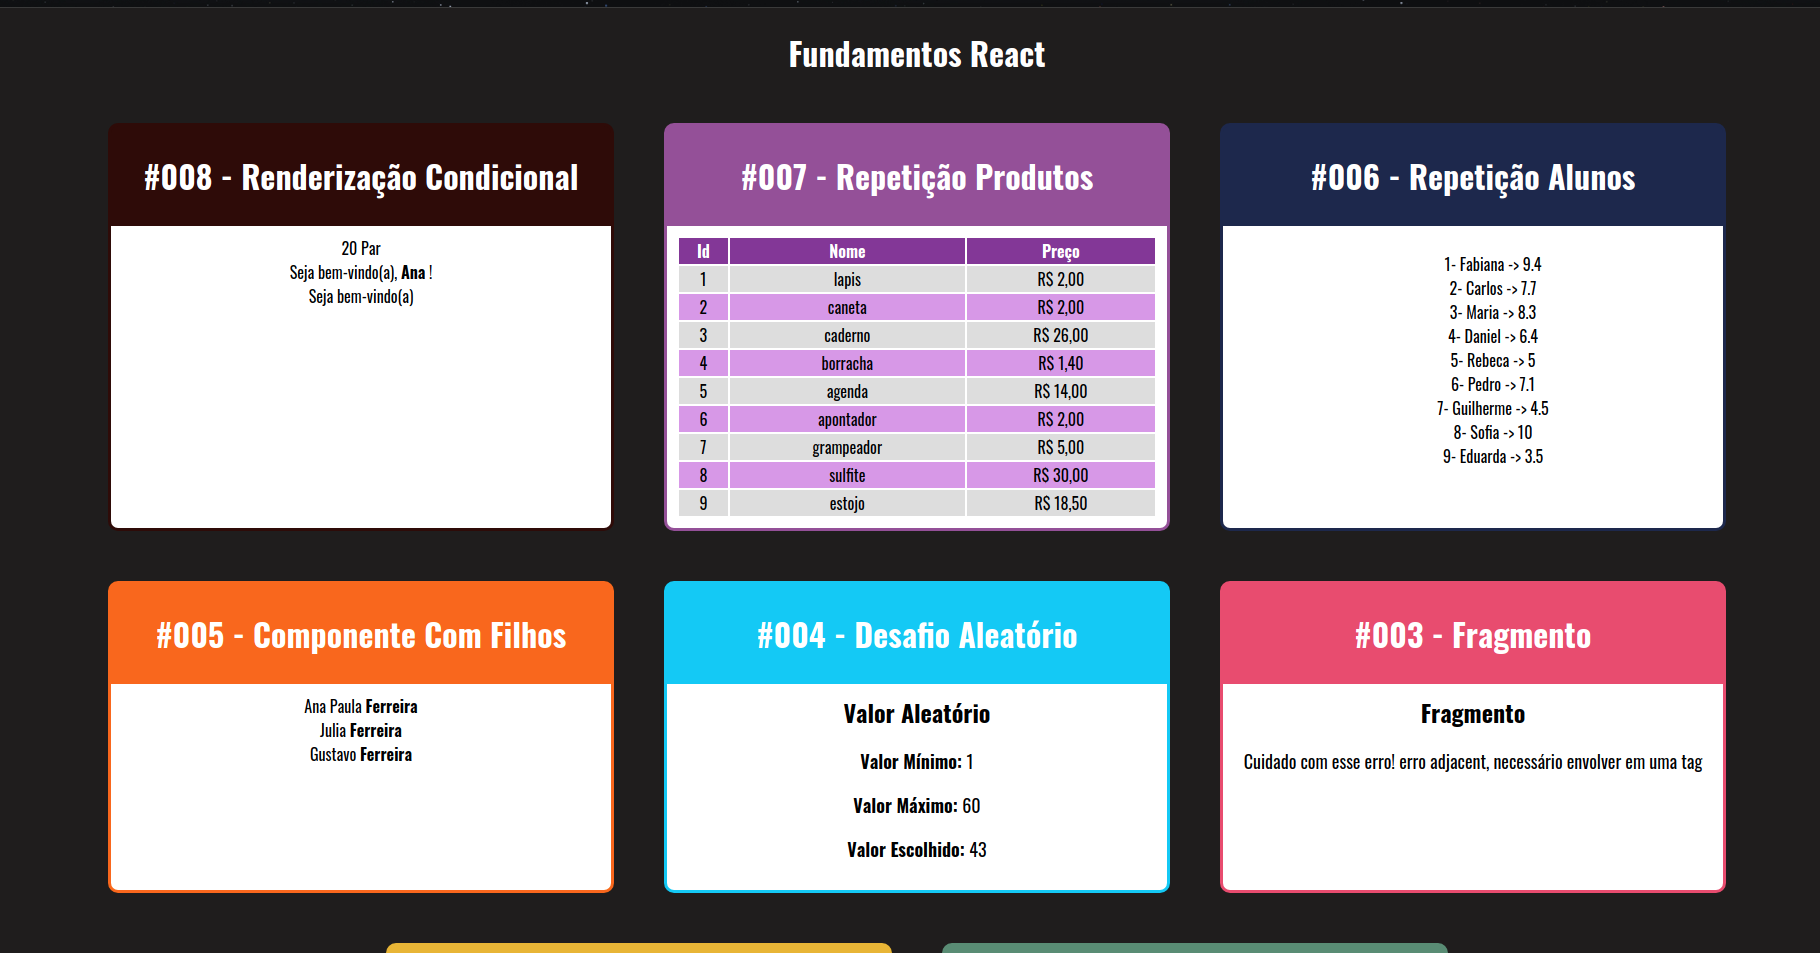 Fundamentos React
#008 - Renderização Condicional
20 Par
Seja bem-vindo(a), Ana !
Seja bem-vindo(a)
#007 - Repetição Produtos
Id Nome Preço
1 lapis R$ 2,00
2 caneta R$ 2,00
3 caderno R$ 26,00
4 borracha R$ 1,40
5 agenda R$ 14,00
6 apontador R$ 2,00
7 grampeador R$ 5,00
8 sulfite R$ 30,00
9 estojo R$ 18,50
#006 - Repetição Alunos
1- Fabiana -> 9.4
2- Carlos -> 7.7
3- Maria -> 8.3
4- Daniel -> 6.4
5- Rebeca -> 5
6- Pedro -> 7.1
7- Guilherme -> 4.5
8- Sofia -> 10
9- Eduarda -> 3.5
#005 - Componente Com Filhos
Ana Paula Ferreira
Julia Ferreira
Gustavo Ferreira
#004 - Desafio Aleatório
Valor Aleatório
Valor Mínimo: 1
Valor Máximo: 60
Valor Escolhido: 43
#003 - Fragmento
Fragmento
Cuidado com esse erro! erro adjacent, necessário envolver em uma tag